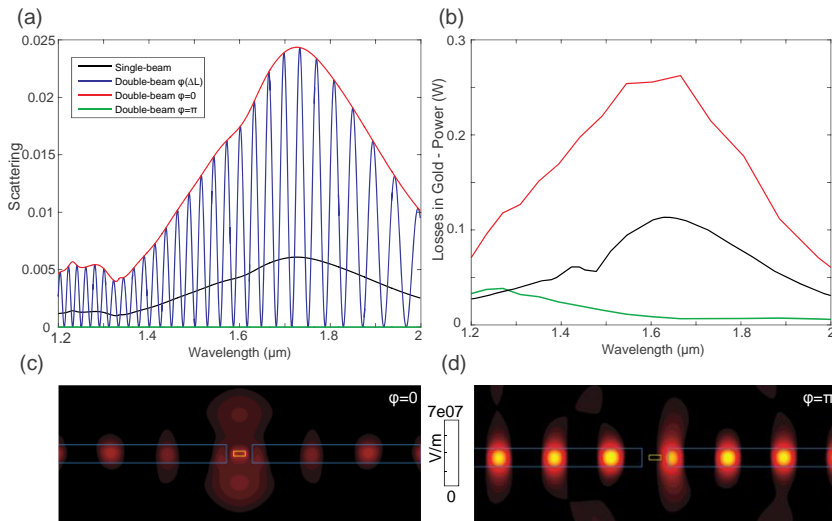 (a)
0.025
0.02
0.015
0.01
0.005
0
Scattering
Single-beam
Double-beam φ(ΔL)
Double-beam φ=0
Double-beam φ=π
1.2
1.4
1.6
1.8
2
Wavelength (µm)
(b)
0.3
0.2
0.1
0
Losses in Gold - Power (W)
1.2
1.4
1.6
1.8
2
Wavelength (µm)
(c)
φ=0
7e07
V/m
0
(d)
φ=π